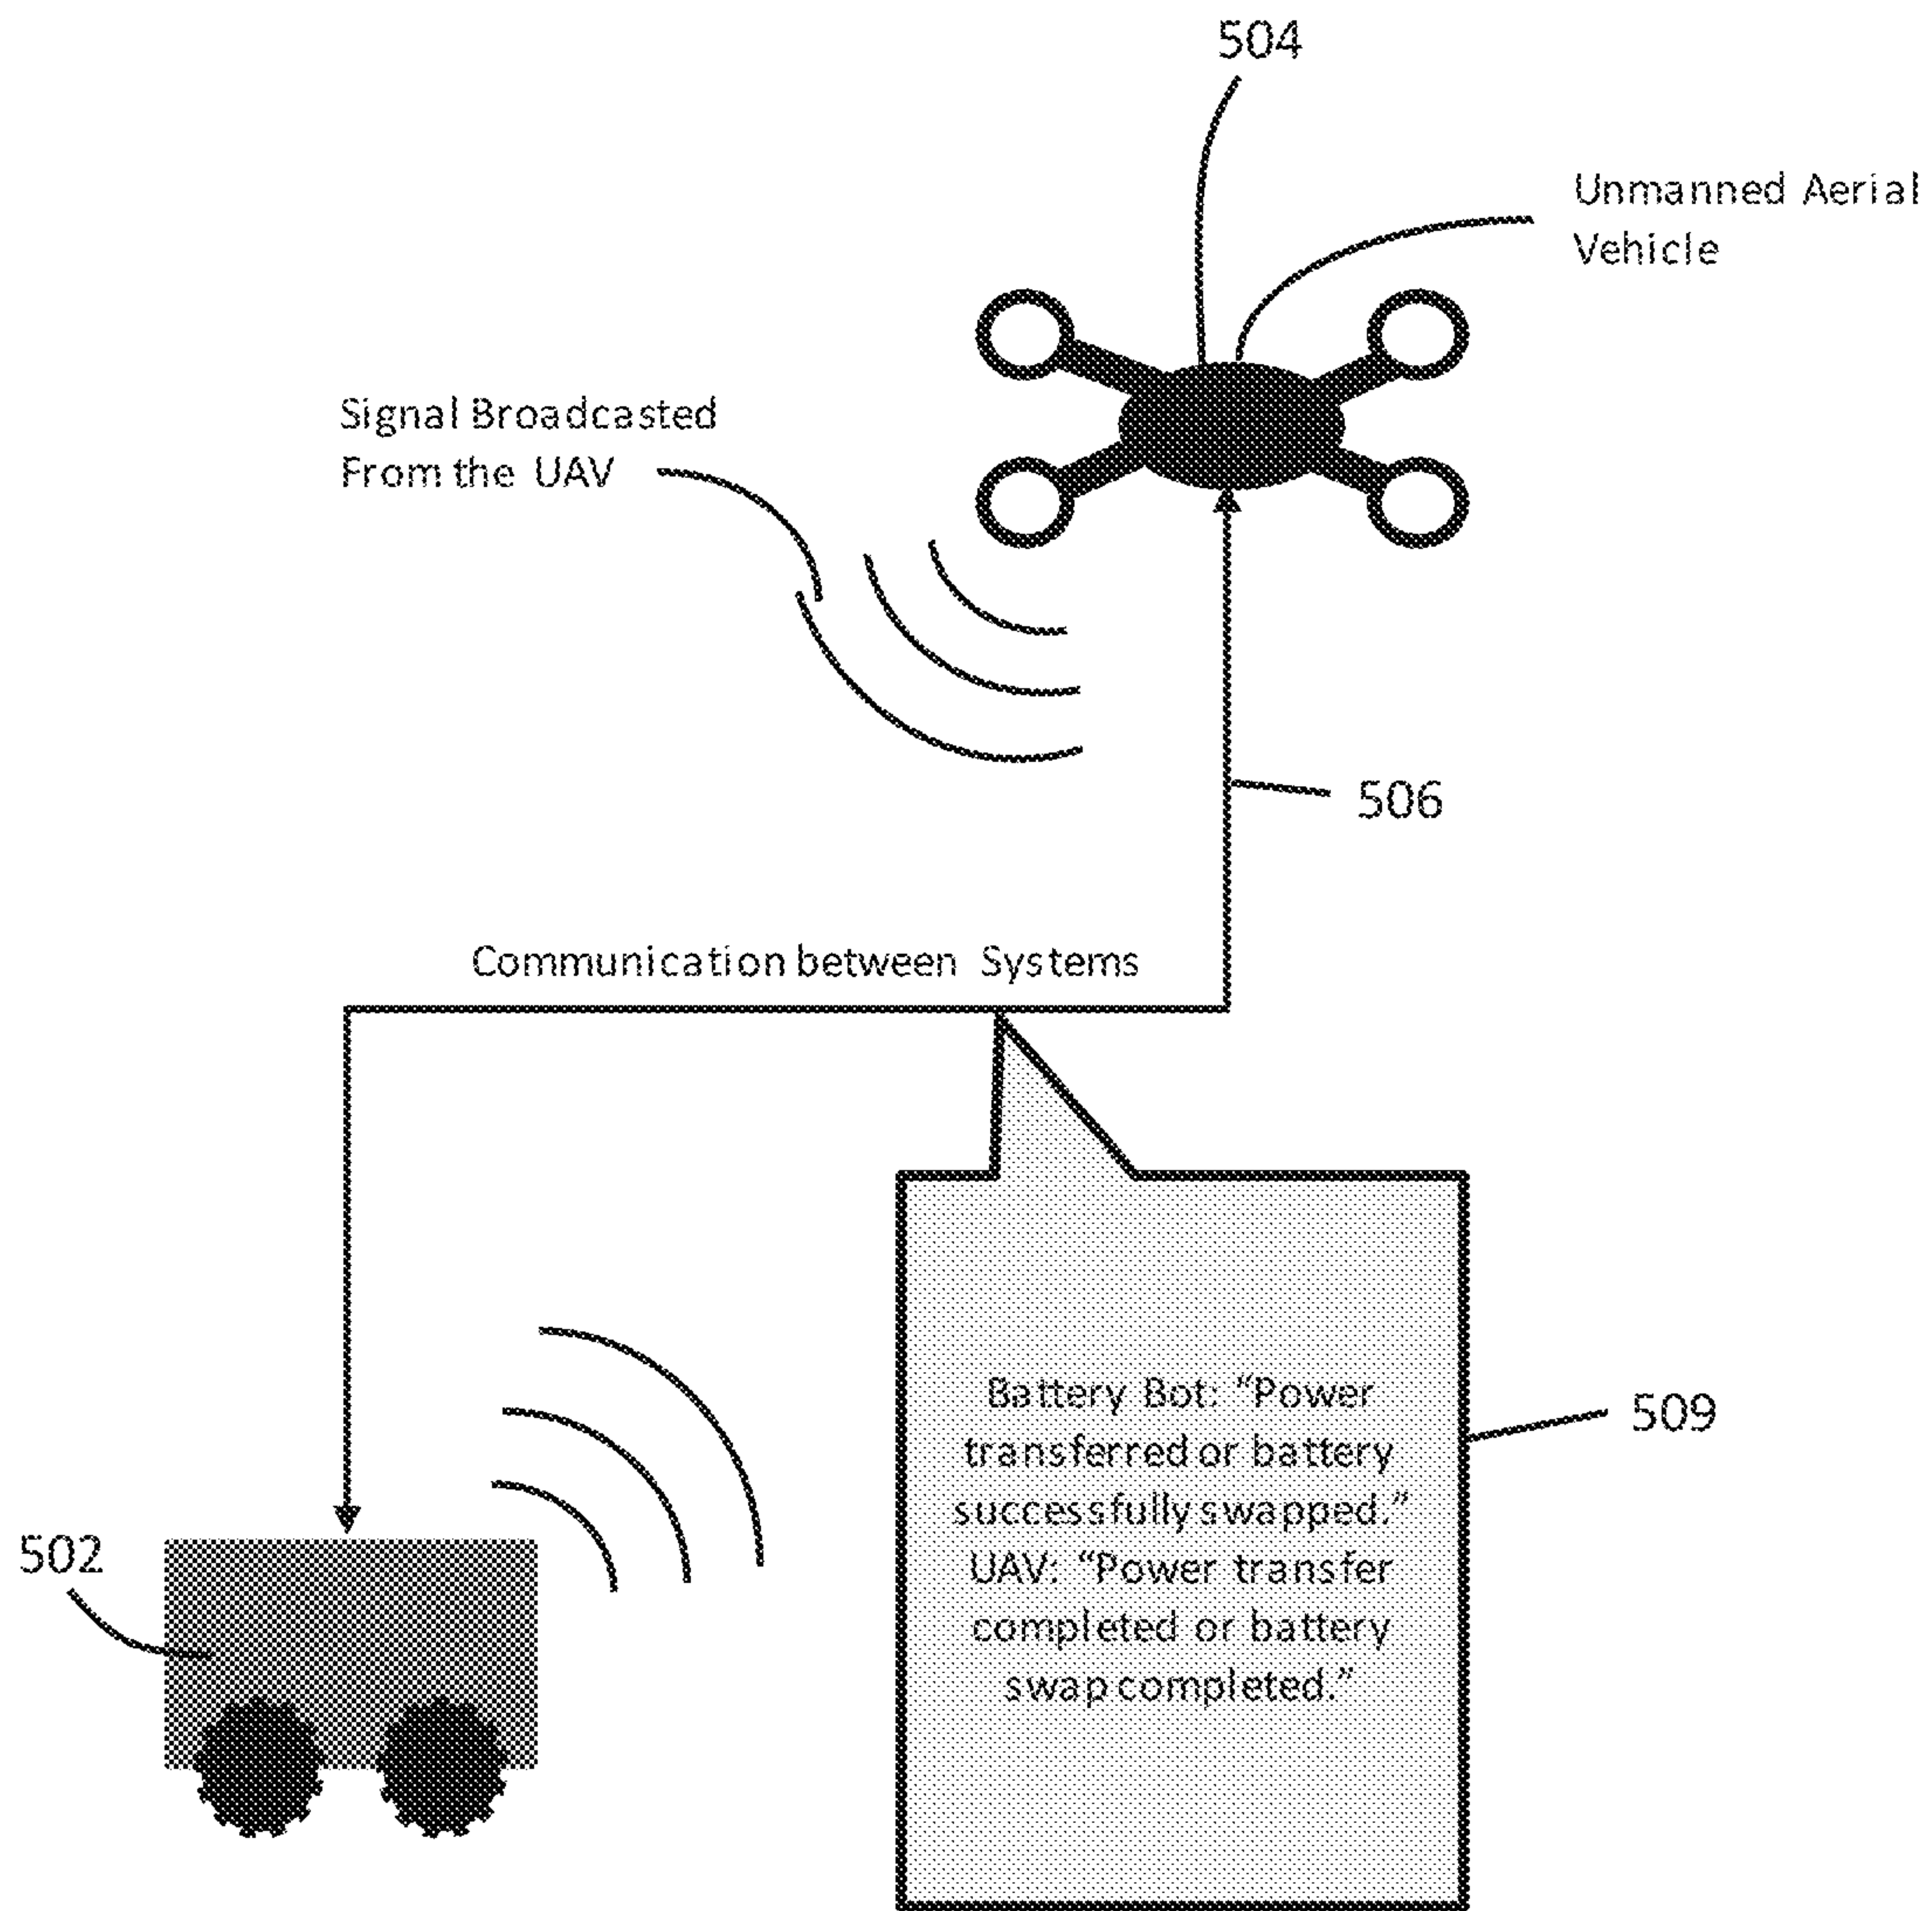 504
Unmanned Aerial
Vehicle
Signal Broadcasted
From the UAV
506
Communication between Systems
Battery Bot: “Power
transferred or battery
successfully swapped.”
UAV: “Power transfer
completed or battery
swap completed.”
509
502